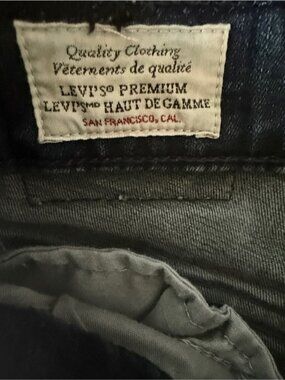 Quality Clothing
Vêtements de qualité
LEVI'S® PREMIUM
LEVI'SMD HAUT DE GAMME
SAN FRANCISCO, CAL.